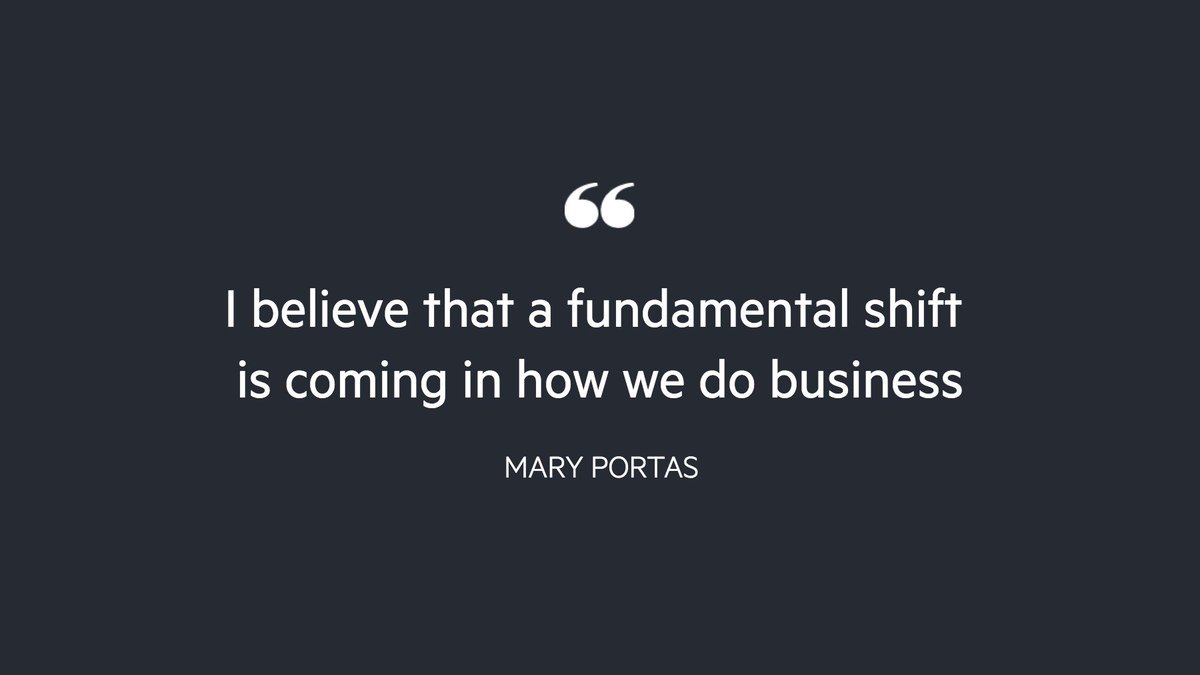 “
I believe that a fundamental shift
is coming in how we do business
MARY PORTAS